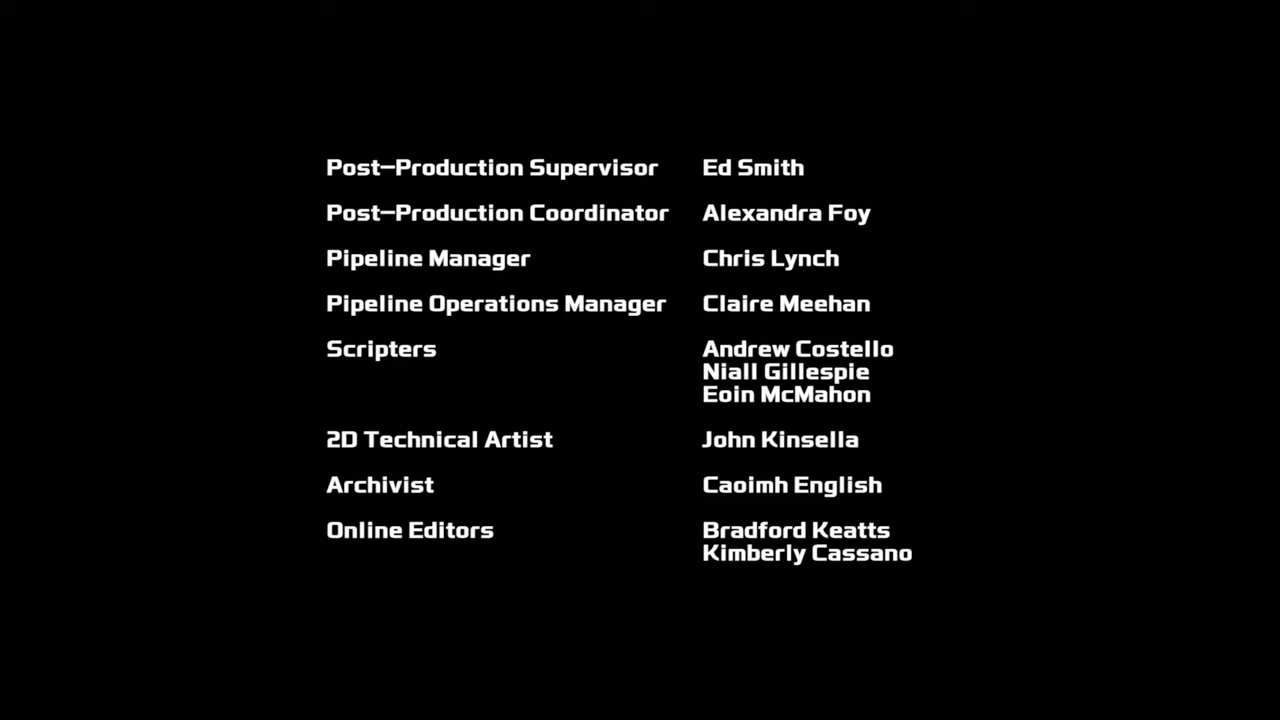 Post-Production Supervisor Ed Smith
Post-Production Coordinator Alexandra Foy
Pipeline Manager Chris Lynch
Pipeline Operations Manager Claire Meehan
Scripters Andrew Costello
Niall Gillespie
Eoin McMahon
2D Technical Artist John Kinsella
Archivist Caoimh English
Online Editors Bradford Keatts
Kimberly Cassano